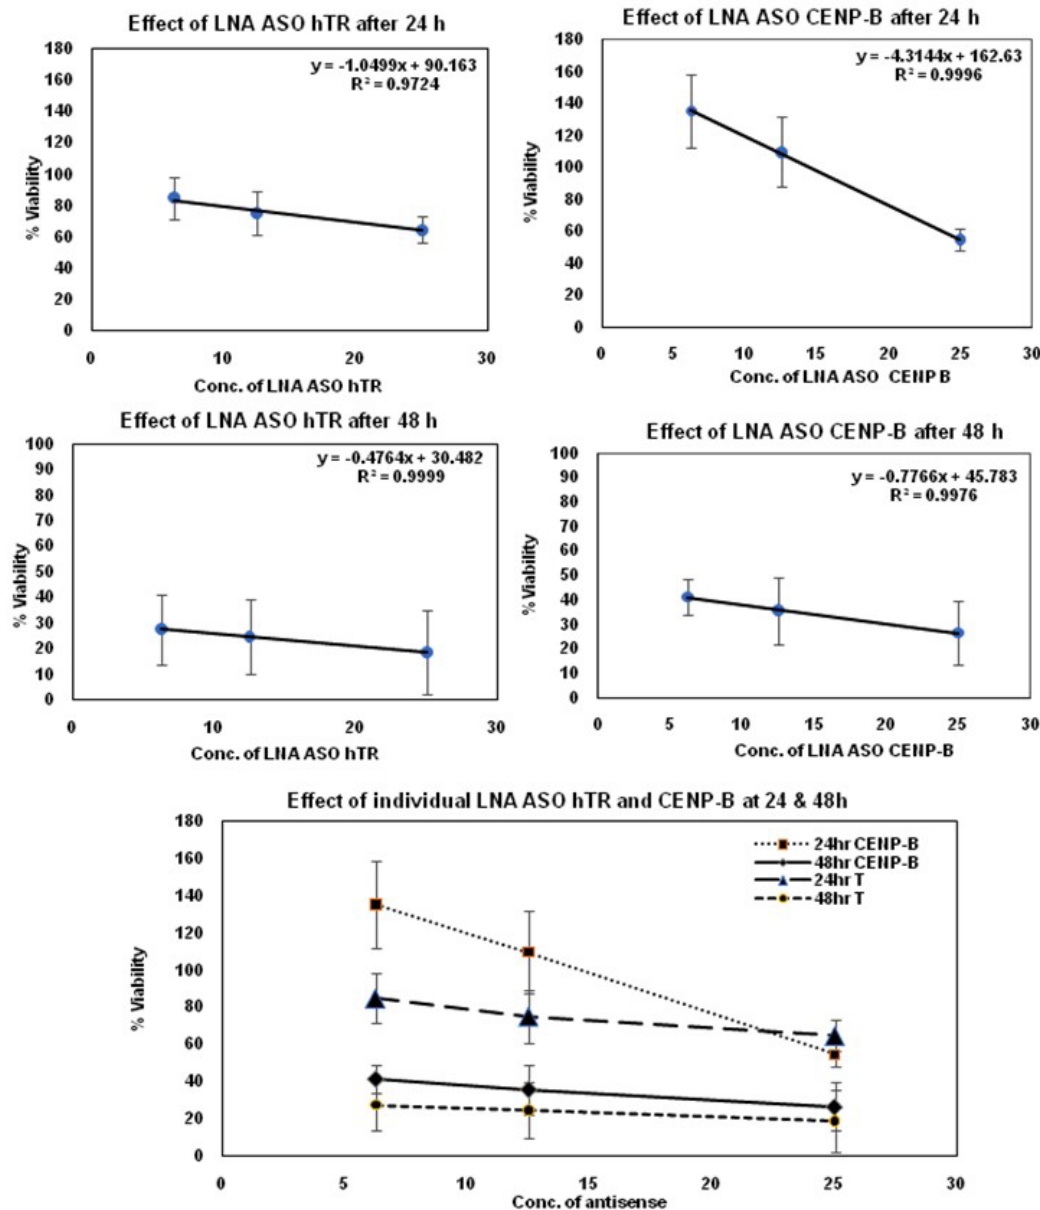 Effect of LNA ASO hTR after 24 h
y = -1.0499x + 90.163
R² = 0.9724
180
160
140
120
100
80
60
40
20
0
% Viability
0 10 20 30
Conc. of LNA ASO hTR
Effect of LNA ASO CENP-B after 24 h
y = -4.3144x + 162.63
R² = 0.9996
180
160
140
120
100
80
60
40
20
0
% Viability
0 5 10 15 20 25 30
Conc. of LNA ASO CENP B
Effect of LNA ASO hTR after 48 h
y = -0.4764x + 30.482
R² = 0.9999
100
90
80
70
60
50
40
30
20
10
0
% Viability
0 10 20 30
Conc. of LNA ASO hTR
Effect of LNA ASO CENP-B after 48 h
y = -0.7766x + 45.783
R² = 0.9976
100
90
80
70
60
50
40
30
20
10
0
% Viability
0 5 10 15 20 25 30
Conc. of LNA ASO CENP-B
Effect of individual LNA ASO hTR and CENP-B at 24 & 48h
24hr CENP-B
48hr CENP-B
24hr T
48hr T
180
160
140
120
100
80
60
40
20
0
% Viability
0 5 10 15 20 25 30
Conc. of antisense